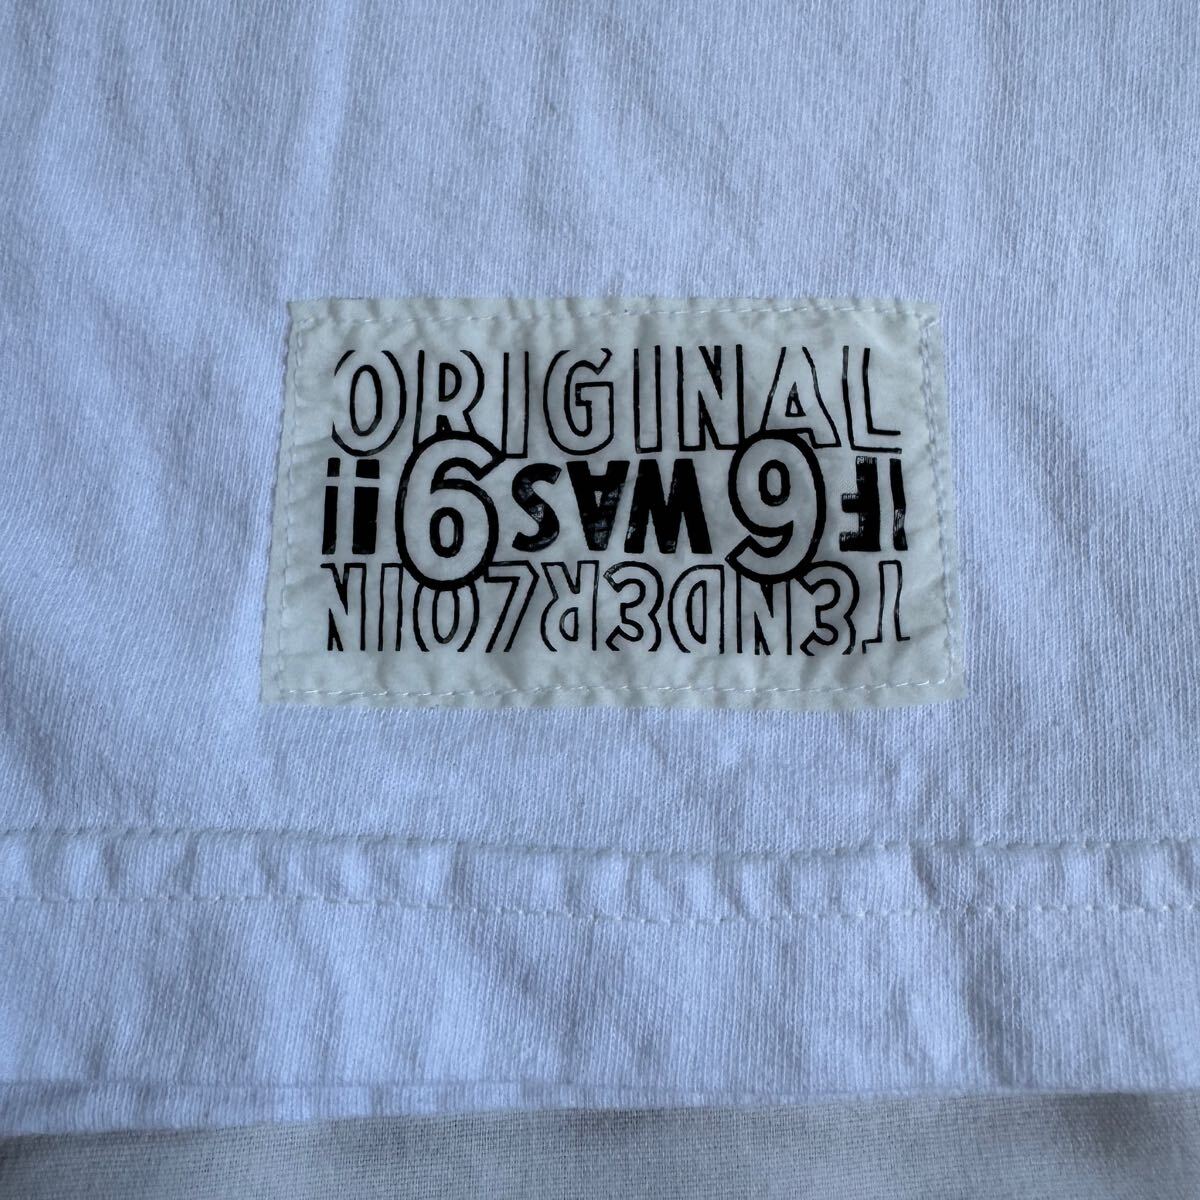 ORIGINAL
IF 6 WAS 9!!
TENDERLOIN